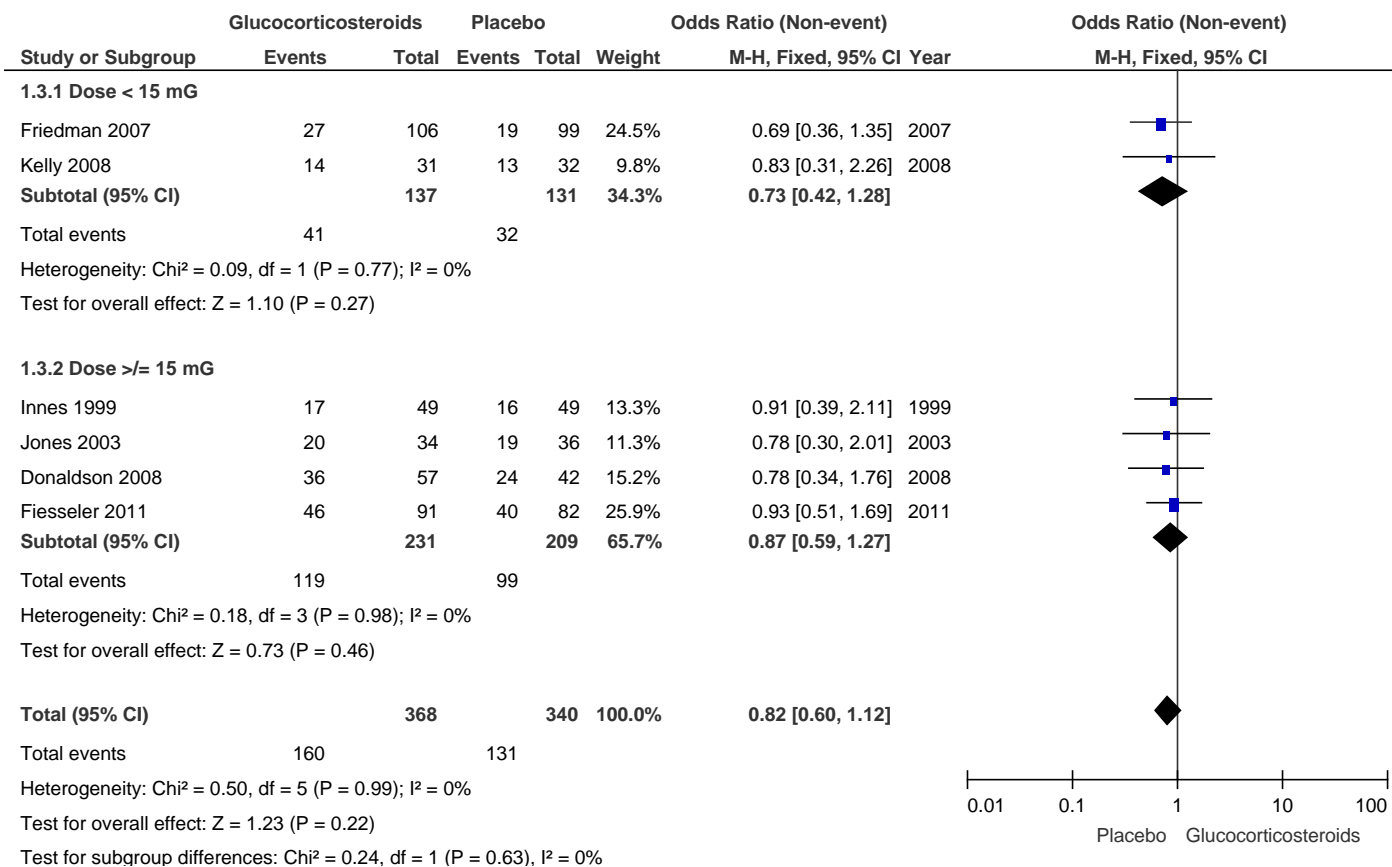 Glucocorticosteroids Placebo Odds Ratio (Non-event) Odds Ratio (Non-event)
Study or Subgroup Events Total Events Total Weight M-H, Fixed, 95% CI Year M-H, Fixed, 95% CI
1.3.1 Dose < 15 mG
Friedman 2007 27 106 19 99 24.5% 0.69 [0.36, 1.35] 2007
Kelly 2008 14 31 13 32 9.8% 0.83 [0.31, 2.26] 2008
Subtotal (95% CI) 137 131 34.3% 0.73 [0.42, 1.28]
Total events 41 32
Heterogeneity: Chi² = 0.09, df = 1 (P = 0.77); I² = 0%
Test for overall effect: Z = 1.10 (P = 0.27)
1.3.2 Dose >/= 15 mG
Innes 1999 17 49 16 49 13.3% 0.91 [0.39, 2.11] 1999
Jones 2003 20 34 19 36 11.3% 0.78 [0.30, 2.01] 2003
Donaldson 2008 36 57 24 42 15.2% 0.78 [0.34, 1.76] 2008
Fiesseler 2011 46 91 40 82 25.9% 0.93 [0.51, 1.69] 2011
Subtotal (95% CI) 231 209 65.7% 0.87 [0.59, 1.27]
Total events 119 99
Heterogeneity: Chi² = 0.18, df = 3 (P = 0.98); I² = 0%
Test for overall effect: Z = 0.73 (P = 0.46)
Total (95% CI) 368 340 100.0% 0.82 [0.60, 1.12]
Total events 160 131
Heterogeneity: Chi² = 0.50, df = 5 (P = 0.99); I² = 0%
Test for overall effect: Z = 1.23 (P = 0.22)
Test for subgroup differences: Chi² = 0.24, df = 1 (P = 0.63), I² = 0%
0.01 0.1 1 10 100
Placebo Glucocorticosteroids